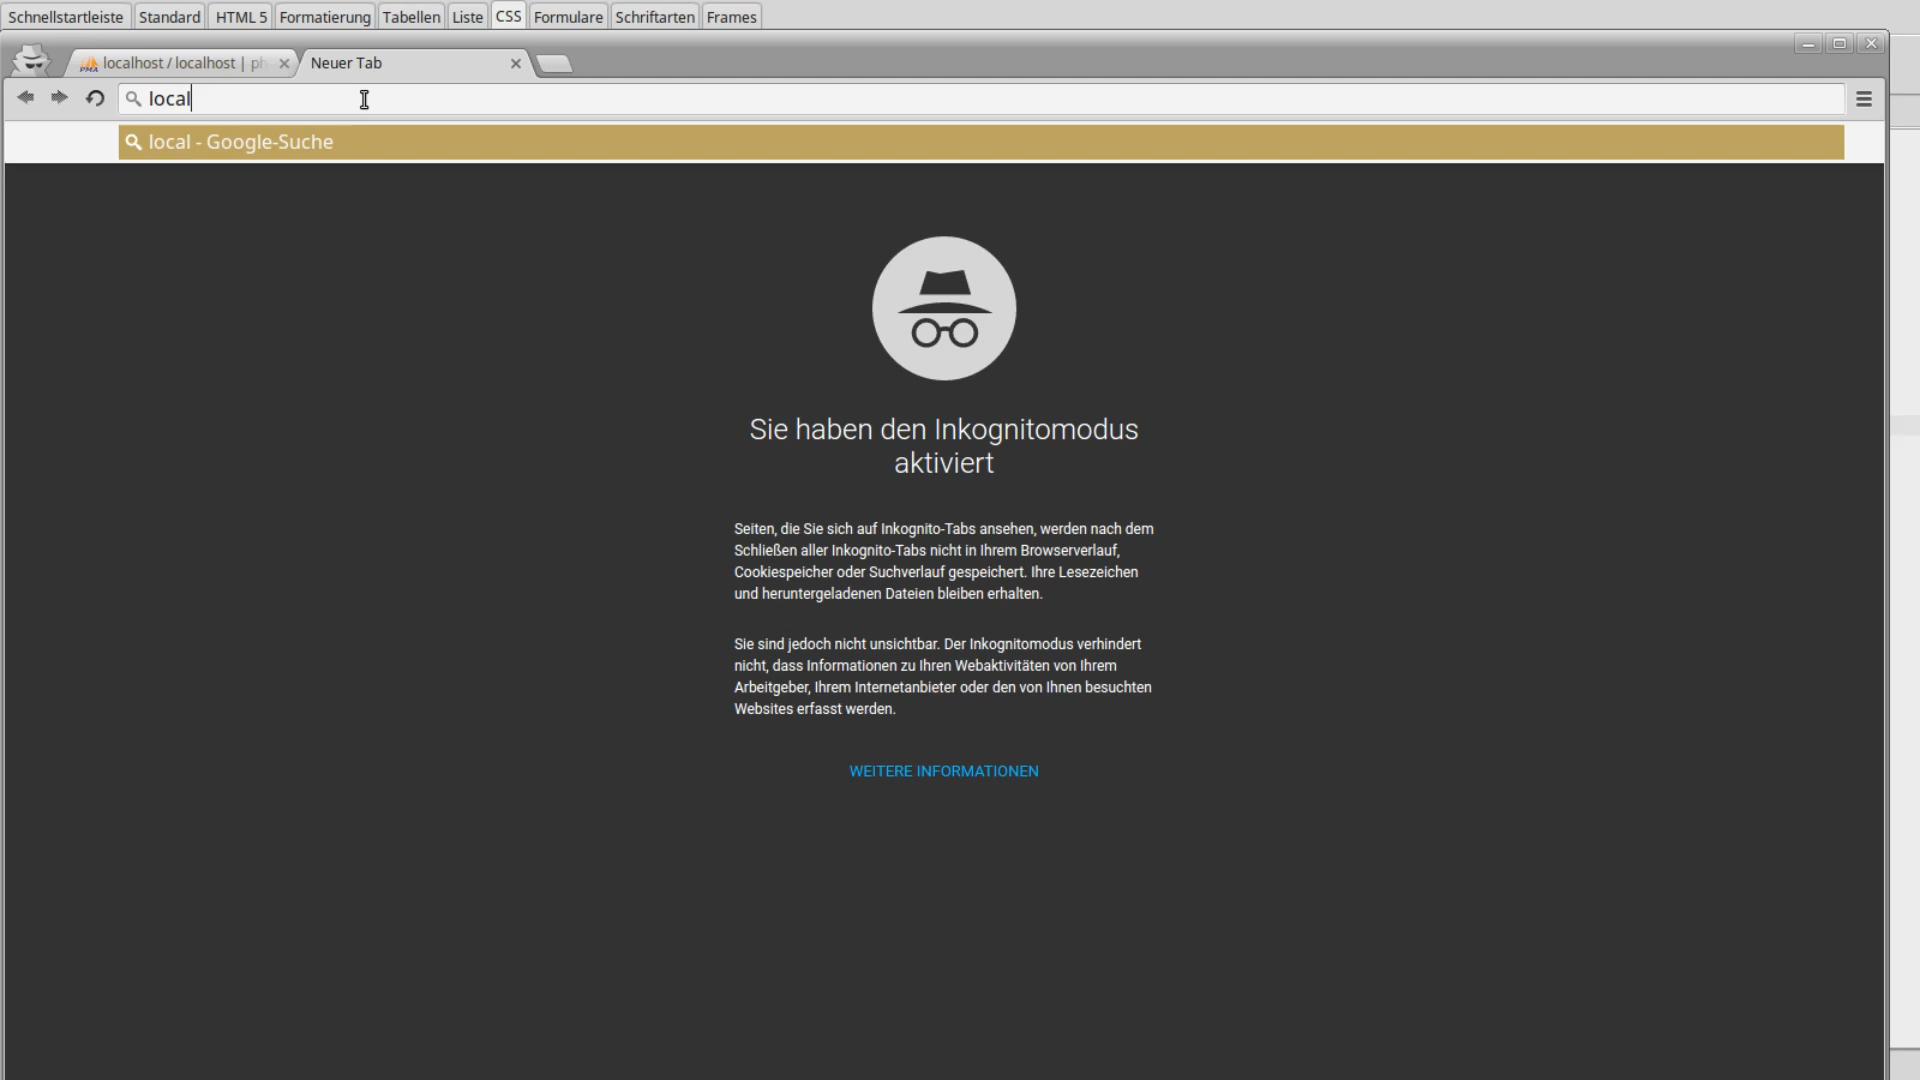 Schnellstartleiste Standard HTML 5 Formatierung Tabellen Liste CSS Formulare Schriftarten Frames
PMA localhost / localhost | ph Neuer Tab
local
local - Google-Suche
Sie haben den Inkognitomodus
aktiviert
Seiten, die Sie sich auf Inkognito-Tabs ansehen, werden nach dem
Schließen aller Inkognito-Tabs nicht in Ihrem Browserverlauf,
Cookiespeicher oder Suchverlauf gespeichert. Ihre Lesezeichen
und heruntergeladenen Dateien bleiben erhalten.
Sie sind jedoch nicht unsichtbar. Der Inkognitomodus verhindert
nicht, dass Informationen zu Ihren Webaktivitäten von Ihrem
Arbeitgeber, Ihrem Internetanbieter oder den von Ihnen besuchten
Websites erfasst werden.
WEITERE INFORMATIONEN